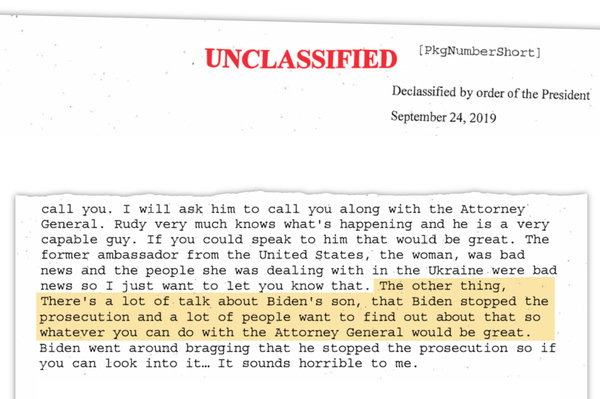 UNCLASSIFIED
[PkgNumberShort]
Declassified by order of the President
September 24, 2019
call you. I will ask him to call you along with the Attorney
General. Rudy very much knows what's happening and he is a very
capable guy. If you could speak to him that would be great. The
former ambassador from the United States, the woman, was bad
news and the people she was dealing with in the Ukraine were bad
news so I just want to let you know that. The other thing,
There's a lot of talk about Biden's son, that Biden stopped the
prosecution and a lot of people want to find out about that so
whatever you can do with the Attorney General would be great.
Biden went around bragging that he stopped the prosecution so if
you can look into it… It sounds horrible to me.